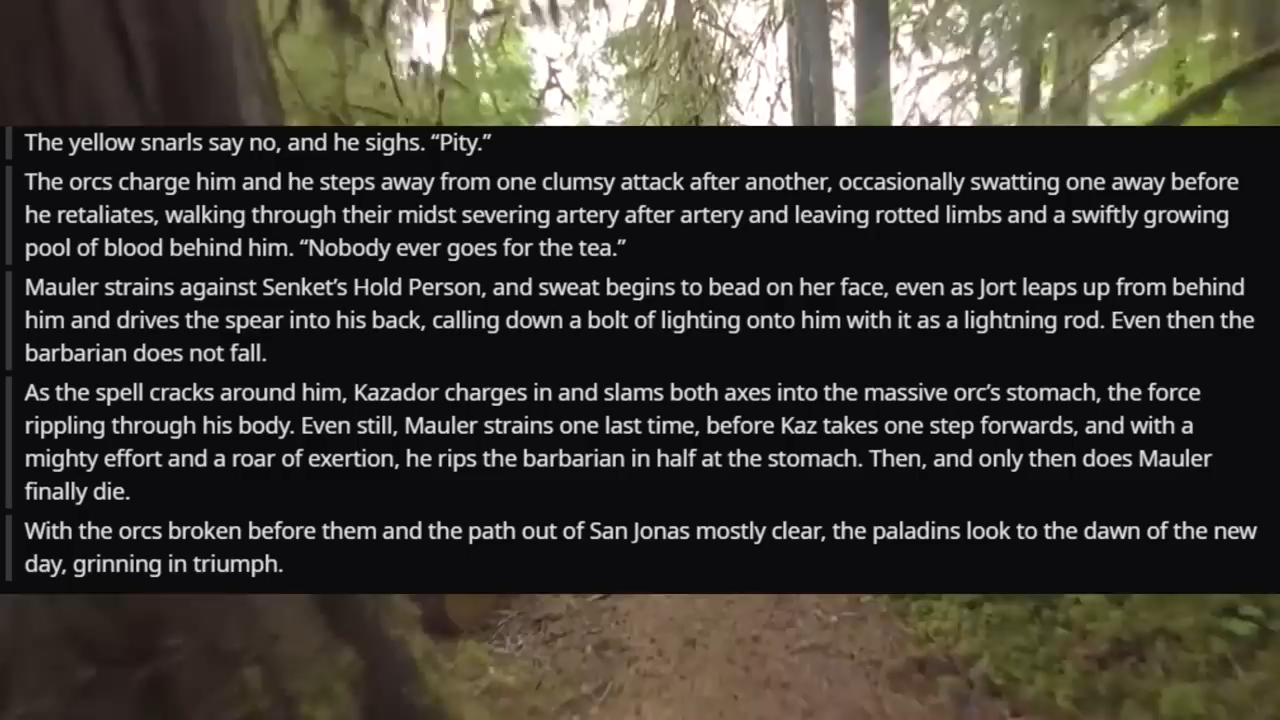 The yellow snarls say no, and he sighs. “Pity.”
The orcs charge him and he steps away from one clumsy attack after another, occasionally swatting one away before
he retaliates, walking through their midst severing artery after artery and leaving rotted limbs and a swiftly growing
pool of blood behind him. “Nobody ever goes for the tea.”
Mauler strains against Senket’s Hold Person, and sweat begins to bead on her face, even as Jort leaps up from behind
him and drives the spear into his back, calling down a bolt of lighting onto him with it as a lightning rod. Even then the
barbarian does not fall.
As the spell cracks around him, Kazador charges in and slams both axes into the massive orc’s stomach, the force
rippling through his body. Even still, Mauler strains one last time, before Kaz takes one step forwards, and with a
mighty effort and a roar of exertion, he rips the barbarian in half at the stomach. Then, and only then does Mauler
finally die.
With the orcs broken before them and the path out of San Jonas mostly clear, the paladins look to the dawn of the new
day, grinning in triumph.